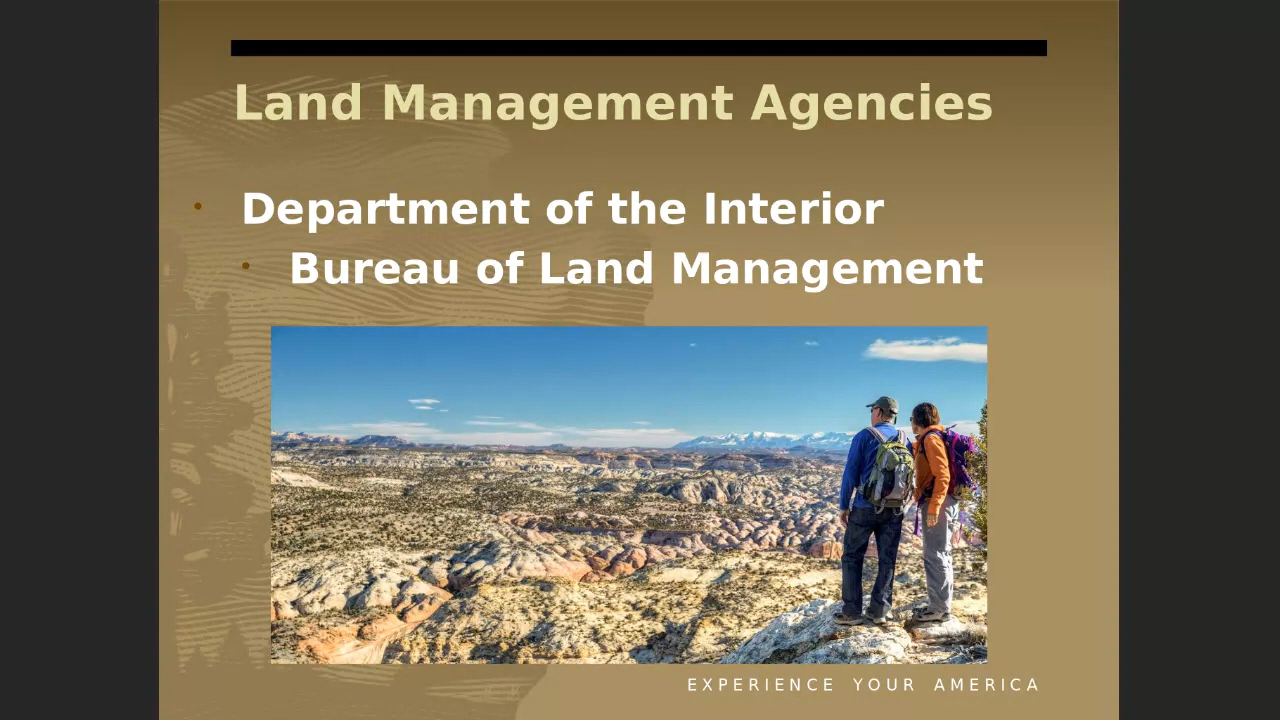 Land Management Agencies
• Department of the Interior
• Bureau of Land Management
EXPERIENCE YOUR AMERICA